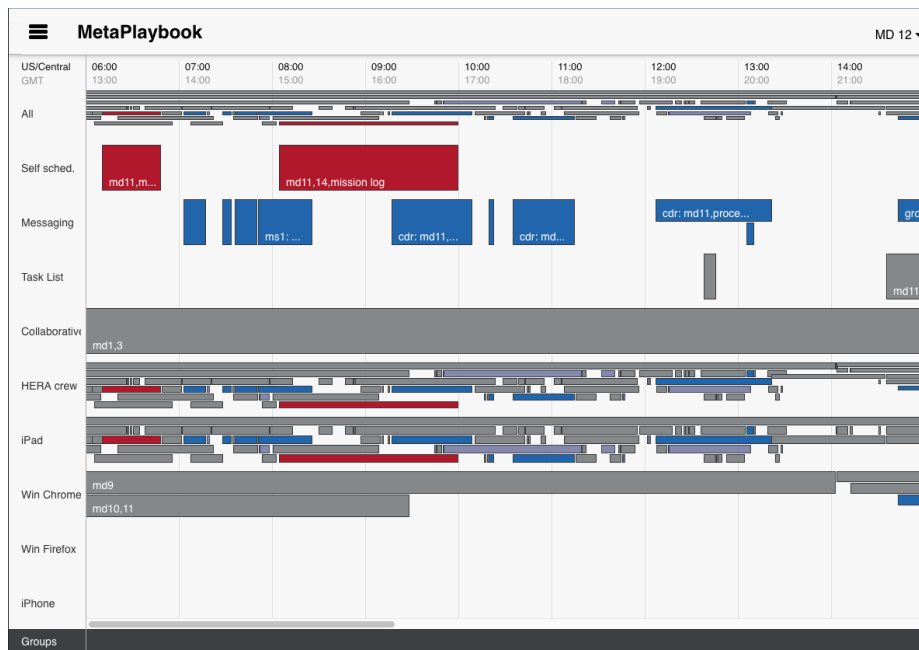 MetaPlaybook
MD 12
US/Central 06:00 07:00 08:00 09:00 10:00 11:00 12:00 13:00 14:00
GMT 13:00 14:00 15:00 16:00 17:00 18:00 19:00 20:00 21:00
All
Self sched.
md11,m... md11,14,mission log
Messaging
cdr: md11,proce... grc
ms1: ... cdr: md11,... cdr: md...
Task List
md11
Collaborative
md1,3
HERA crew
iPad
md9
Win Chrome
md10,11
Win Firefox
iPhone
Groups